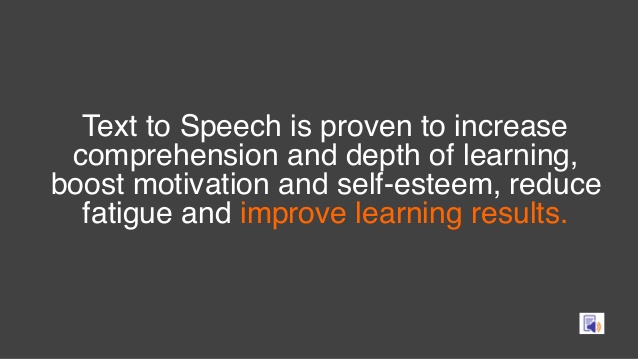 Text to Speech is proven to increase
comprehension and depth of learning,
boost motivation and self-esteem, reduce
fatigue and improve learning results.